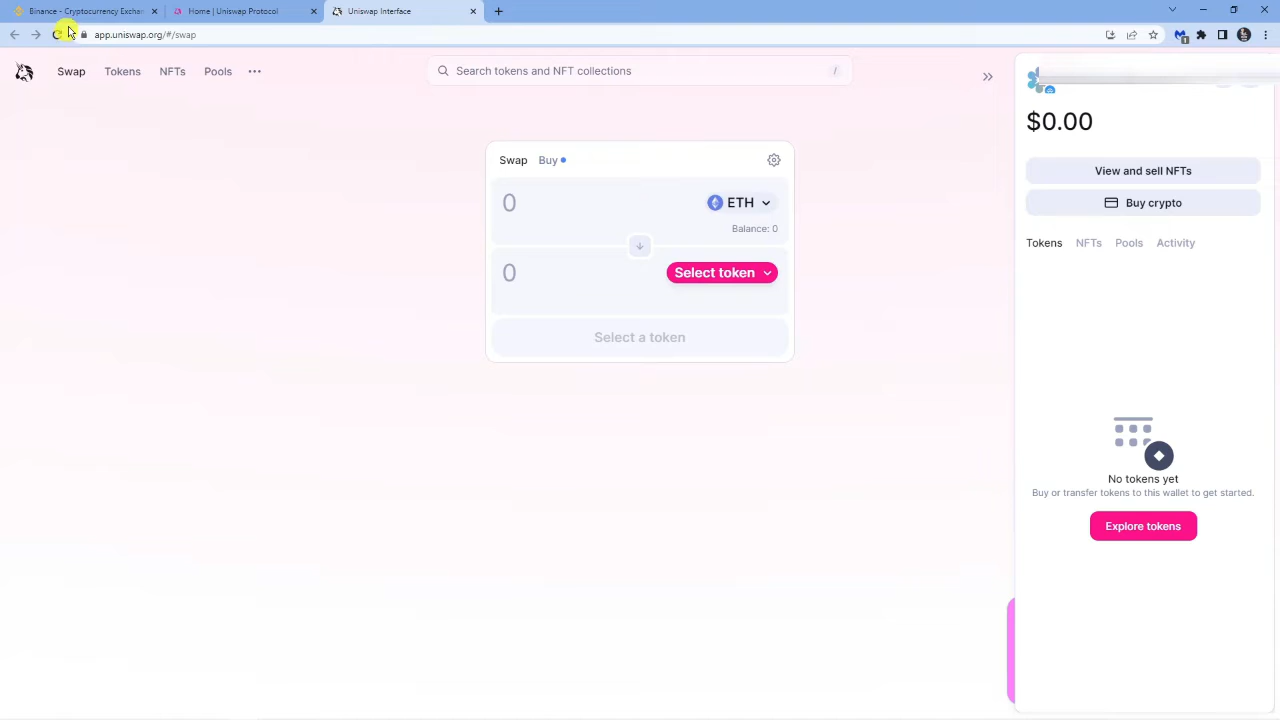 Binance - Cryptocurrency Excha
Home | Uniswap Protocol
Uniswap Interface
app.uniswap.org/#/swap
1
Swap Tokens NFTs Pools
Search tokens and NFT collections /
$0.00
View and sell NFTs
Buy crypto
Tokens NFTs Pools Activity
Swap Buy
0 ETH
Balance: 0
0 Select token
Select a token
No tokens yet
Buy or transfer tokens to this wallet to get started.
Explore tokens